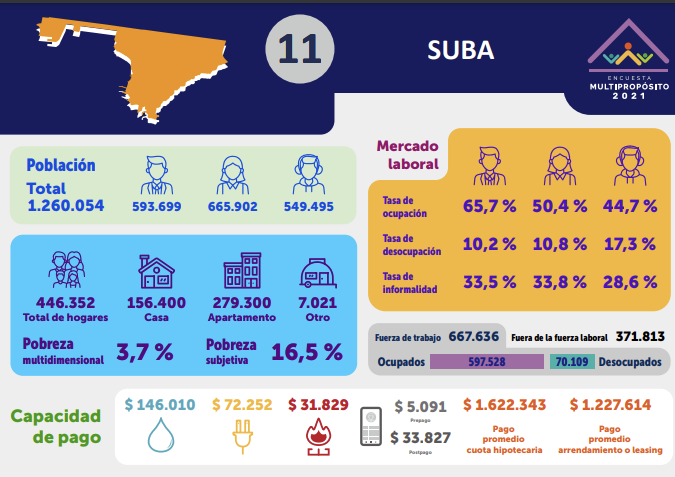 11
SUBA
ENCUESTA
MULTIPROPÓSITO
2021
Población
Total
1.260.054
593.699
665.902
549.495
Mercado
laboral
Tasa de
ocupación
65,7 %
50,4 %
44,7 %
Tasa de
desocupación
10,2 %
10,8 %
17,3 %
Tasa de
informalidad
33,5 %
33,8 %
28,6 %
446.352
Total de hogares
156.400
Casa
279.300
Apartamento
7.021
Otro
Pobreza
multidimensional
3,7 %
Pobreza
subjetiva
16,5 %
Fuerza de trabajo 667.636
Fuera de la fuerza laboral 371.813
Ocupados 597.528 70.109 Desocupados
Capacidad
de pago
$ 146.010
$ 72.252
$ 31.829
$ 5.091
Prepago
$ 33.827
Postpago
$ 1.622.343
Pago
promedio
cuota hipotecaria
$ 1.227.614
Pago
promedio
arrendamiento o leasing